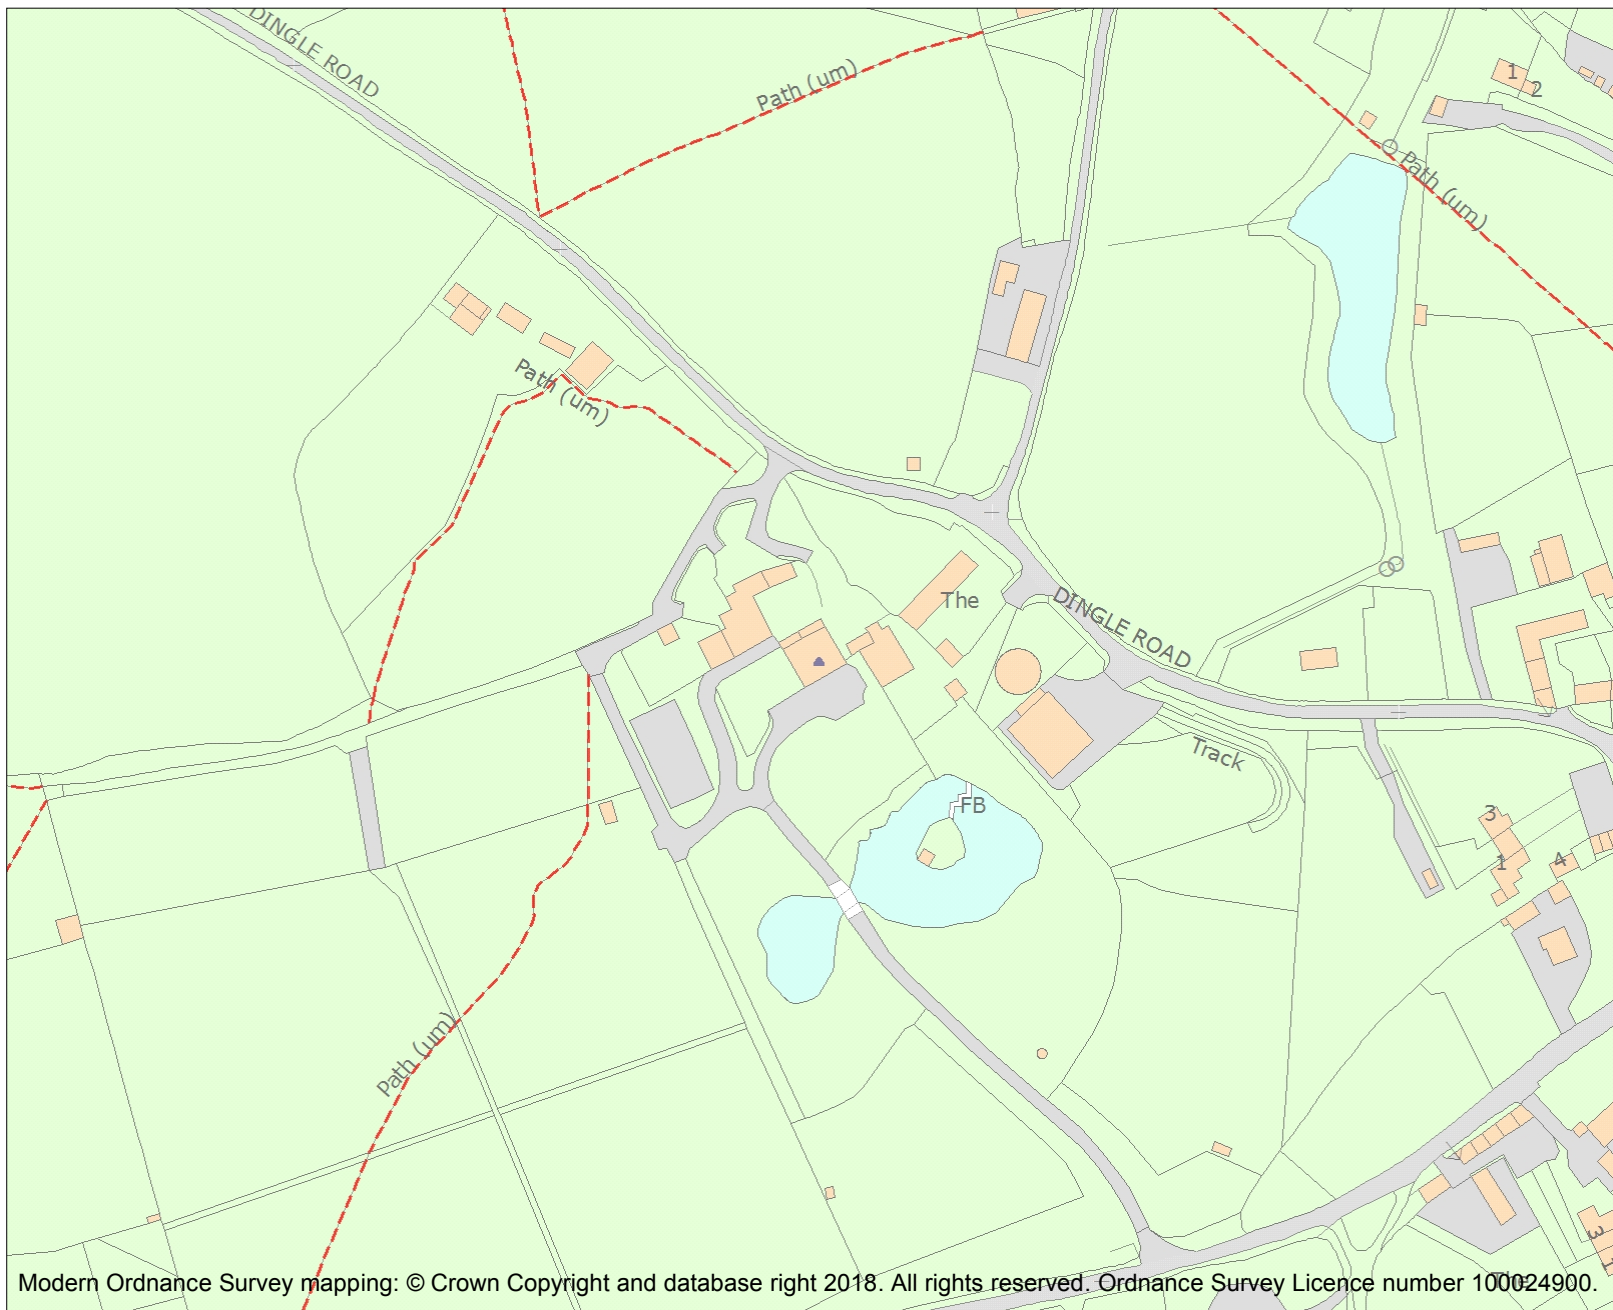 DINGLE ROAD
Path (um)
1
2
Path (um)
Path (um)
The
DINGLE ROAD
Track
FB
3
1
4
Path (um)
3
The
Modern Ordnance Survey mapping: © Crown Copyright and database right 2018. All rights reserved. Ordnance Survey Licence number 100024900.